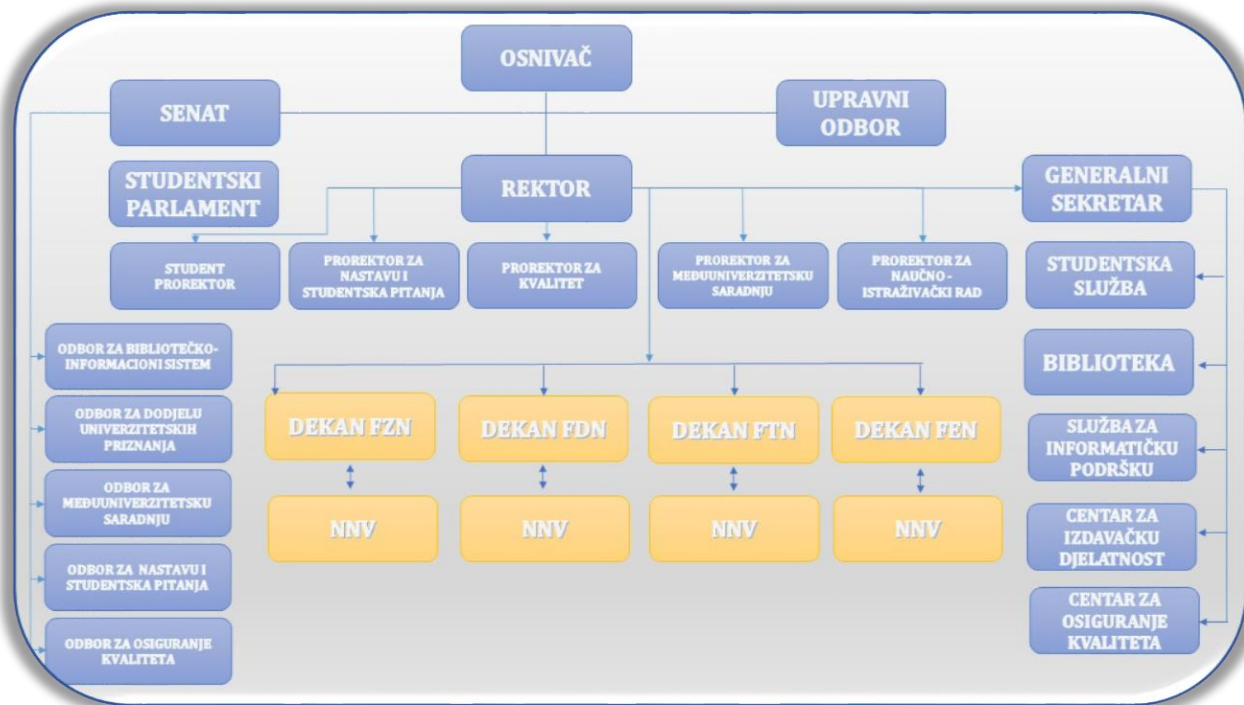 OSNIVAČ
SENAT
UPRAVNI
ODBOR
STUDENTSKI
PARLAMENT
REKTOR
GENERALNI
SEKRETAR
STUDENT
PROREKTOR
PROREKTOR ZA
NASTAVU I
STUDENTSKA PITANJA
PROREKTOR ZA
KVALITET
PROREKTOR ZA
MEĐUUNIVERZITETSKU
SARADNJU
PROREKTOR ZA
NAUČNO -
ISTRAŽIVAČKI RAD
STUDENTSKA
SLUŽBA
ODBOR ZA BIBLIOTEČKO-
INFORMACIONI SISTEM
BIBLIOTEKA
ODBOR ZA DODJELU
UNIVERZITETSKIH
PRIZNANJA
DEKAN FZN
DEKAN FDN
DEKAN FTN
DEKAN FEN
SLUŽBA ZA
INFORMATIČKU
PODRŠKU
ODBOR ZA
MEĐUUNIVERZITETSKU
SARADNJU
NNV
NNV
NNV
NNV
CENTAR ZA
IZDAVAČKU
DJELATNOST
ODBOR ZA NASTAVU I
STUDENTSKA PITANJA
CENTAR ZA
OSIGURANJE
KVALITETA
ODBOR ZA OSIGURANJE
KVALITETA